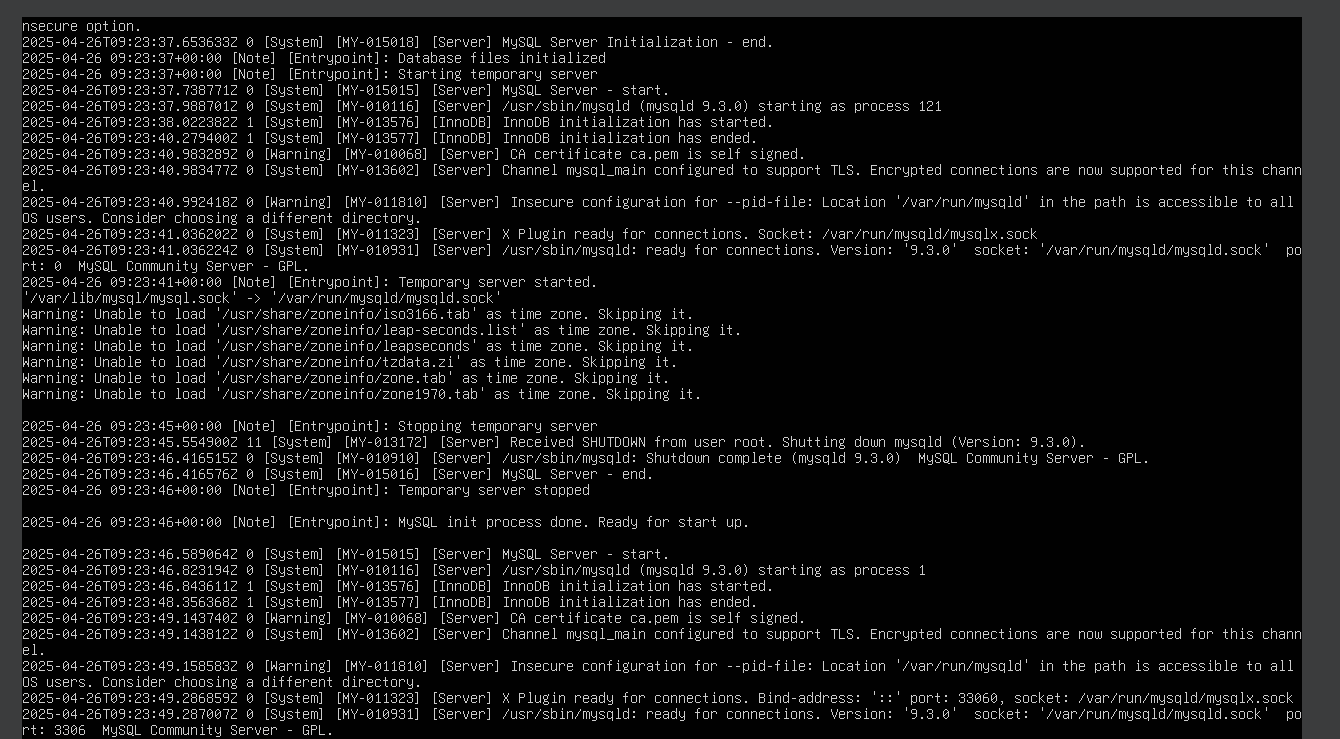 nsecure option.
2025-04-26T09:23:37.653633Z 0 [System] [MY-015018] [Server] MySQL Server Initialization - end.
2025-04-26 09:23:37+00:00 [Note] [Entrypoint]: Database files initialized
2025-04-26 09:23:37+00:00 [Note] [Entrypoint]: Starting temporary server
2025-04-26T09:23:37.738771Z 0 [System] [MY-015015] [Server] MySQL Server - start.
2025-04-26T09:23:37.988701Z 0 [System] [MY-010116] [Server] /usr/sbin/mysqld (mysqld 9.3.0) starting as process 121
2025-04-26T09:23:38.022382Z 1 [System] [MY-013576] [InnoDB] InnoDB initialization has started.
2025-04-26T09:23:40.279400Z 1 [System] [MY-013577] [InnoDB] InnoDB initialization has ended.
2025-04-26T09:23:40.983289Z 0 [Warning] [MY-010068] [Server] CA certificate ca.pem is self signed.
2025-04-26T09:23:40.983477Z 0 [System] [MY-013602] [Server] Channel mysql_main configured to support TLS. Encrypted connections are now supported for this chann
el.
2025-04-26T09:23:40.992418Z 0 [Warning] [MY-011810] [Server] Insecure configuration for --pid-file: Location '/var/run/mysqld' in the path is accessible to all
OS users. Consider choosing a different directory.
2025-04-26T09:23:41.036202Z 0 [System] [MY-011323] [Server] X Plugin ready for connections. Socket: /var/run/mysqld/mysqlx.sock
2025-04-26T09:23:41.036224Z 0 [System] [MY-010931] [Server] /usr/sbin/mysqld: ready for connections. Version: '9.3.0'  socket: '/var/run/mysqld/mysqld.sock'  po
rt: 0  MySQL Community Server - GPL.
2025-04-26 09:23:41+00:00 [Note] [Entrypoint]: Temporary server started.
'/var/lib/mysql/mysql.sock' -> '/var/run/mysqld/mysqld.sock'
Warning: Unable to load '/usr/share/zoneinfo/iso3166.tab' as time zone. Skipping it.
Warning: Unable to load '/usr/share/zoneinfo/leap-seconds.list' as time zone. Skipping it.
Warning: Unable to load '/usr/share/zoneinfo/leapseconds' as time zone. Skipping it.
Warning: Unable to load '/usr/share/zoneinfo/tzdata.zi' as time zone. Skipping it.
Warning: Unable to load '/usr/share/zoneinfo/zone.tab' as time zone. Skipping it.
Warning: Unable to load '/usr/share/zoneinfo/zone1970.tab' as time zone. Skipping it.

2025-04-26 09:23:45+00:00 [Note] [Entrypoint]: Stopping temporary server
2025-04-26T09:23:45.554900Z 11 [System] [MY-013172] [Server] Received SHUTDOWN from user root. Shutting down mysqld (Version: 9.3.0).
2025-04-26T09:23:46.416515Z 0 [System] [MY-010910] [Server] /usr/sbin/mysqld: Shutdown complete (mysqld 9.3.0)  MySQL Community Server - GPL.
2025-04-26T09:23:46.416576Z 0 [System] [MY-015016] [Server] MySQL Server - end.
2025-04-26 09:23:46+00:00 [Note] [Entrypoint]: Temporary server stopped

2025-04-26 09:23:46+00:00 [Note] [Entrypoint]: MySQL init process done. Ready for start up.

2025-04-26T09:23:46.589064Z 0 [System] [MY-015015] [Server] MySQL Server - start.
2025-04-26T09:23:46.823194Z 0 [System] [MY-010116] [Server] /usr/sbin/mysqld (mysqld 9.3.0) starting as process 1
2025-04-26T09:23:46.843611Z 1 [System] [MY-013576] [InnoDB] InnoDB initialization has started.
2025-04-26T09:23:48.356368Z 1 [System] [MY-013577] [InnoDB] InnoDB initialization has ended.
2025-04-26T09:23:49.143740Z 0 [Warning] [MY-010068] [Server] CA certificate ca.pem is self signed.
2025-04-26T09:23:49.143812Z 0 [System] [MY-013602] [Server] Channel mysql_main configured to support TLS. Encrypted connections are now supported for this chann
el.
2025-04-26T09:23:49.158583Z 0 [Warning] [MY-011810] [Server] Insecure configuration for --pid-file: Location '/var/run/mysqld' in the path is accessible to all
OS users. Consider choosing a different directory.
2025-04-26T09:23:49.286859Z 0 [System] [MY-011323] [Server] X Plugin ready for connections. Bind-address: '::' port: 33060, socket: /var/run/mysqld/mysqlx.sock
2025-04-26T09:23:49.287007Z 0 [System] [MY-010931] [Server] /usr/sbin/mysqld: ready for connections. Version: '9.3.0'  socket: '/var/run/mysqld/mysqld.sock'  po
rt: 3306  MySQL Community Server - GPL.